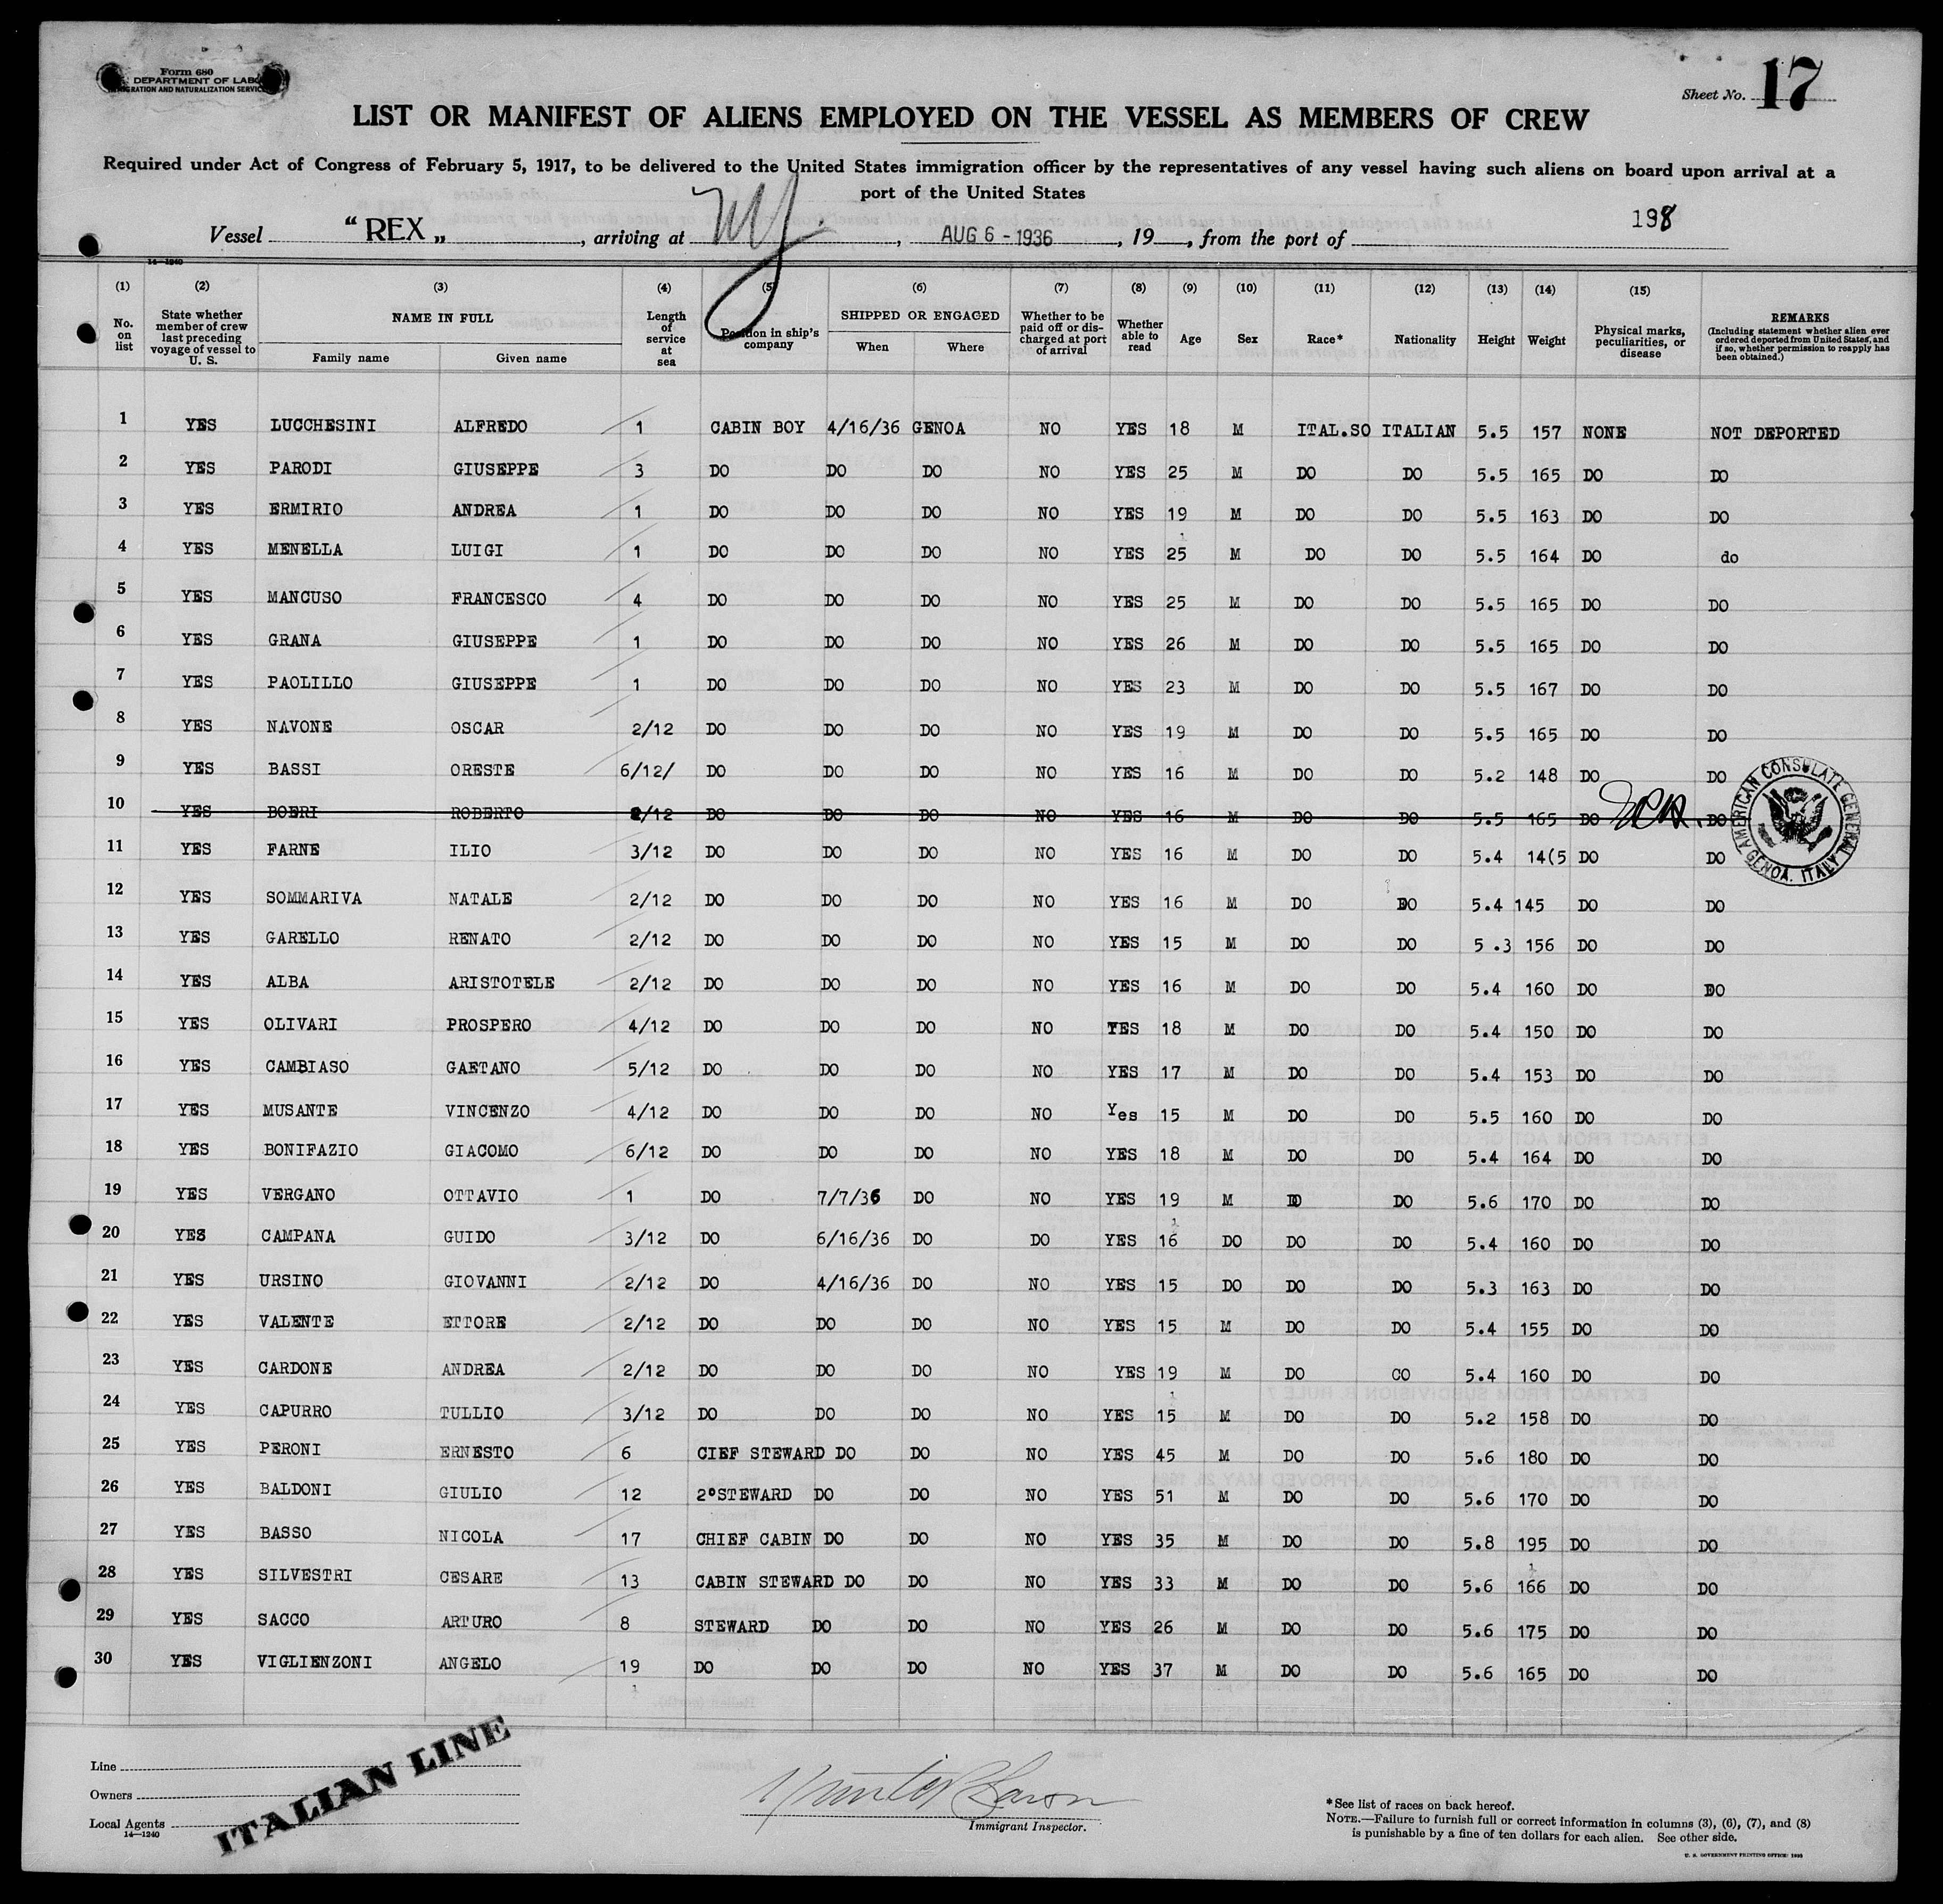 Form 680
DEPARTMENT OF LABOR
IMMIGRATION AND NATURALIZATION SERVICE
Sheet No. 17
LIST OR MANIFEST OF ALIENS EMPLOYED ON THE VESSEL AS MEMBERS OF CREW
Required under Act of Congress of February 5, 1917, to be delivered to the United States immigration officer by the representatives of any vessel having such aliens on board upon arrival at a
port of the United States
198
Vessel "REX„ , arriving at NY. , AUG 6 - 1936 , 19 , from the port of
14—1240
(1) (2) (3) (4) (5) (6) (7) (8) (9) (10) (11) (12) (13) (14) (15)
No. on list
State whether member of crew last preceding voyage of vessel to U. S.
NAME IN FULL
Family name Given name
Length of service at sea
Position in ship's company
SHIPPED OR ENGAGED
When Where
Whether to be paid off or discharged at port of arrival
Whether able to read
Age
Sex
Race*
Nationality
Height
Weight
Physical marks, peculiarities, or disease
REMARKS
(Including statement whether alien ever ordered deported from United States, and if so, whether permission to reapply has been obtained.)
1 YES LUCCHESINI ALFREDO 1 CABIN BOY 4/16/36 GENOA NO YES 18 M ITAL.SO ITALIAN 5.5 157 NONE NOT DEPORTED
2 YES PARODI GIUSEPPE 3 DO DO DO NO YES 25 M DO DO 5.5 165 DO DO
3 YES ERMIRIO ANDREA 1 DO DO DO NO YES 19 M DO DO 5.5 163 DO DO
4 YES MENELLA LUIGI 1 DO DO DO NO YES 25 M DO DO 5.5 164 DO do
5 YES MANCUSO FRANCESCO 4 DO DO DO NO YES 25 M DO DO 5.5 165 DO DO
6 YES GRANA GIUSEPPE 1 DO DO DO NO YES 26 M DO DO 5.5 165 DO DO
7 YES PAOLILLO GIUSEPPE 1 DO DO DO NO YES 23 M DO DO 5.5 167 DO DO
8 YES NAVONE OSCAR 2/12 DO DO DO NO YES 19 M DO DO 5.5 165 DO DO
9 YES BASSI ORESTE 6/12/ DO DO DO NO YES 16 M DO DO 5.2 148 DO DO
10 YES BOERI ROBERTO 2/12 DO DO DO NO YES 16 M DO DO 5.5 165 DO DO
AMERICAN CONSULATE GENERAL GENOA, ITALY
11 YES FARNE ILIO 3/12 DO DO DO NO YES 16 M DO DO 5.4 14(5 DO DO
12 YES SOMMARIVA NATALE 2/12 DO DO DO NO YES 16 M DO DO 5.4 145 DO DO
13 YES GARELLO RENATO 2/12 DO DO DO NO YES 15 M DO DO 5 .3 156 DO DO
14 YES ALBA ARISTOTELE 2/12 DO DO DO NO YES 16 M DO DO 5.4 160 DO DO
15 YES OLIVARI PROSPERO 4/12 DO DO DO NO YES 18 M DO DO 5.4 150 DO DO
16 YES CAMBIASO GAETANO 5/12 DO DO DO NO YES 17 M DO DO 5.4 153 DO DO
17 YES MUSANTE VINCENZO 4/12 DO DO DO NO Yes 15 M DO DO 5.5 160 DO DO
18 YES BONIFAZIO GIACOMO 6/12 DO DO DO NO YES 18 M DO DO 5.4 164 DO DO
19 YES VERGANO OTTAVIO 1 DO 7/7/36 DO NO YES 19 M DO DO 5.6 170 DO DO
20 YES CAMPANA GUIDO 3/12 DO 6/16/36 DO DO YES 16 DO DO DO 5.4 160 DO DO
21 YES URSINO GIOVANNI 2/12 DO 4/16/36 DO NO YES 15 DO DO DO 5.3 163 DO DO
22 YES VALENTE ETTORE 2/12 DO DO DO NO YES 15 M DO DO 5.4 155 DO DO
23 YES CARDONE ANDREA 2/12 DO DO DO NO YES 19 M DO CO 5.4 160 DO DO
24 YES CAPURRO TULLIO 3/12 DO DO DO NO YES 15 M DO DO 5.2 158 DO DO
25 YES PERONI ERNESTO 6 CIEF STEWARD DO DO NO YES 45 M DO DO 5.6 180 DO DO
26 YES BALDONI GIULIO 12 2°STEWARD DO DO NO YES 51 M DO DO 5.6 170 DO DO
27 YES BASSO NICOLA 17 CHIEF CABIN DO DO NO YES 35 M DO DO 5.8 195 DO DO
28 YES SILVESTRI CESARE 13 CABIN STEWARD DO DO NO YES 33 M DO DO 5.6 166 DO DO
29 YES SACCO ARTURO 8 STEWARD DO DO NO YES 26 M DO DO 5.6 175 DO DO
30 YES VIGLIENZONI ANGELO 19 DO DO DO NO YES 37 M DO DO 5.6 165 DO DO
Line
Owners
Local Agents
14—1240
ITALIAN LINE
Immigrant Inspector.
*See list of races on back hereof.
NOTE.—Failure to furnish full or correct information in columns (3), (6), (7), and (8)
is punishable by a fine of ten dollars for each alien. See other side.
U. S. GOVERNMENT PRINTING OFFICE